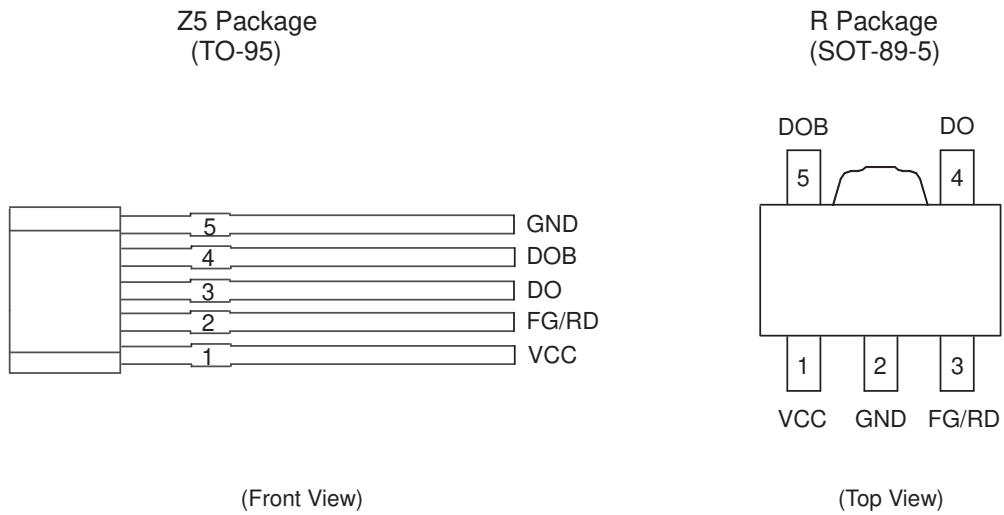 Z5 Package
(TO-95)
5 GND
4 DOB
3 DO
2 FG/RD
1 VCC
(Front View)
R Package
(SOT-89-5)
DOB DO
5 4
1 2 3
VCC GND FG/RD
(Top View)